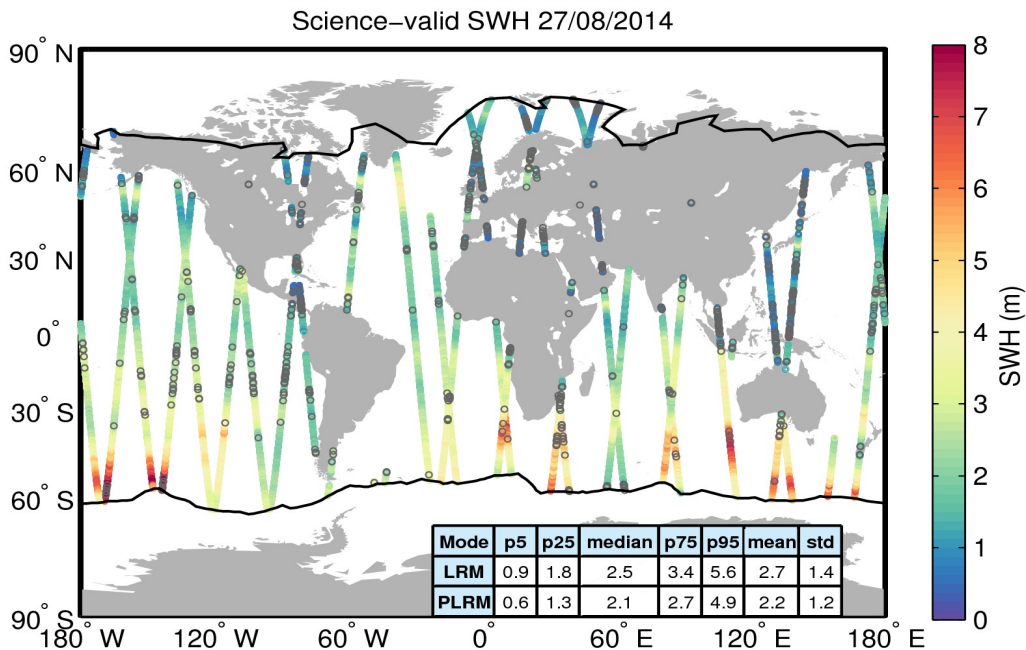 Science−valid SWH 27/08/2014
90° N
60° N
30° N
0°
30° S
60° S
90° S
180° W
120° W
60° W
0°
60° E
120° E
180° E
Mode p5 p25 median p75 p95 mean std
LRM 0.9 1.8 2.5 3.4 5.6 2.7 1.4
PLRM 0.6 1.3 2.1 2.7 4.9 2.2 1.2
8
7
6
5
4
3
2
1
0
SWH (m)